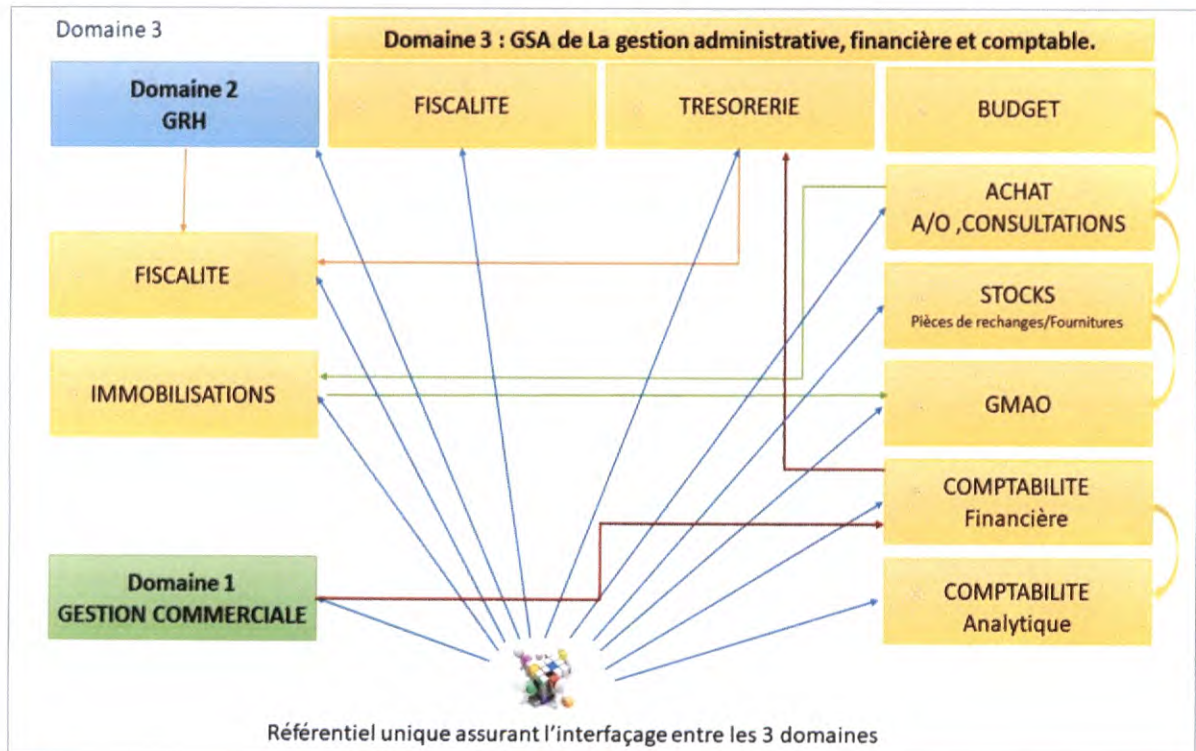 Domaine 3
Domaine 3 : GSA de La gestion administrative, financière et comptable.
Domaine 2
GRH
FISCALITE
TRESORERIE
BUDGET
ACHAT
A/O ,CONSULTATIONS
FISCALITE
STOCKS
Pièces de rechanges/Fournitures
IMMOBILISATIONS
GMAO
COMPTABILITE
Financière
Domaine 1
GESTION COMMERCIALE
COMPTABILITE
Analytique
Référentiel unique assurant l'interfaçage entre les 3 domaines